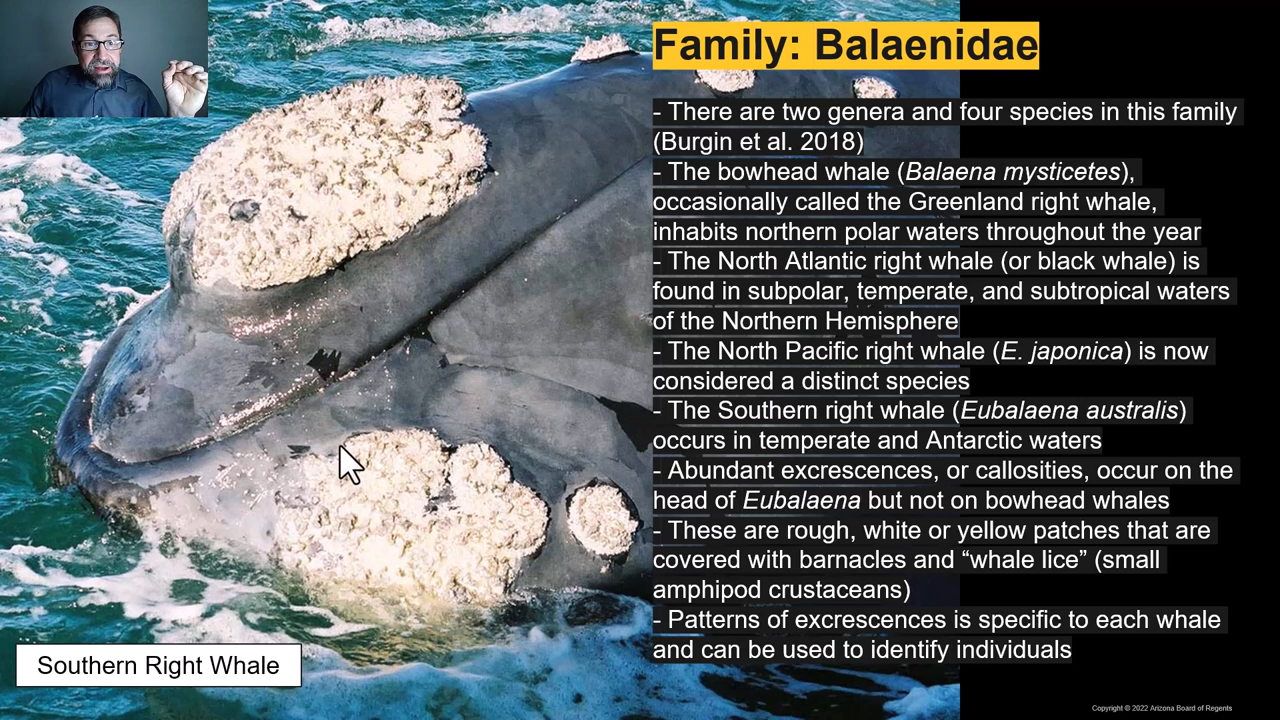 Family: Balaenidae
- There are two genera and four species in this family
(Burgin et al. 2018)
- The bowhead whale (Balaena mysticetes),
occasionally called the Greenland right whale,
inhabits northern polar waters throughout the year
- The North Atlantic right whale (or black whale) is
found in subpolar, temperate, and subtropical waters
of the Northern Hemisphere
- The North Pacific right whale (E. japonica) is now
considered a distinct species
- The Southern right whale (Eubalaena australis)
occurs in temperate and Antarctic waters
- Abundant excrescences, or callosities, occur on the
head of Eubalaena but not on bowhead whales
- These are rough, white or yellow patches that are
covered with barnacles and “whale lice” (small
amphipod crustaceans)
- Patterns of excrescences is specific to each whale
and can be used to identify individuals
Southern Right Whale
Copyright © 2022 Arizona Board of Regents